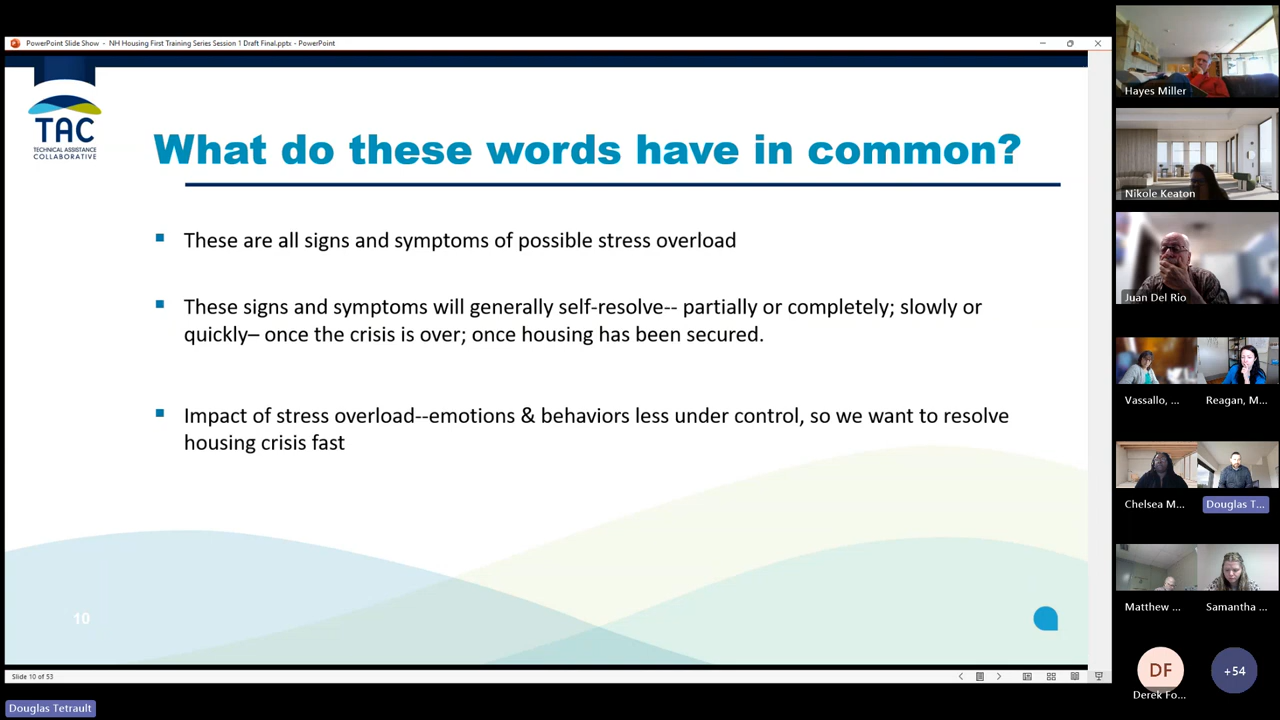 PowerPoint Slide Show - NH Housing First Training Series Session 1 Draft Final.pptx - PowerPoint
TAC
TECHNICAL ASSISTANCE
COLLABORATIVE
What do these words have in common?
These are all signs and symptoms of possible stress overload
These signs and symptoms will generally self-resolve-- partially or completely; slowly or
quickly– once the crisis is over; once housing has been secured.
Impact of stress overload--emotions & behaviors less under control, so we want to resolve
housing crisis fast
10
Slide 10 of 53
Douglas Tetrault
Hayes Miller
Nikole Keaton
Juan Del Rio
Vassallo, ...
Reagan, M...
Chelsea M...
Douglas T...
Matthew ...
Samantha ...
DF
Derek Fo...
+54